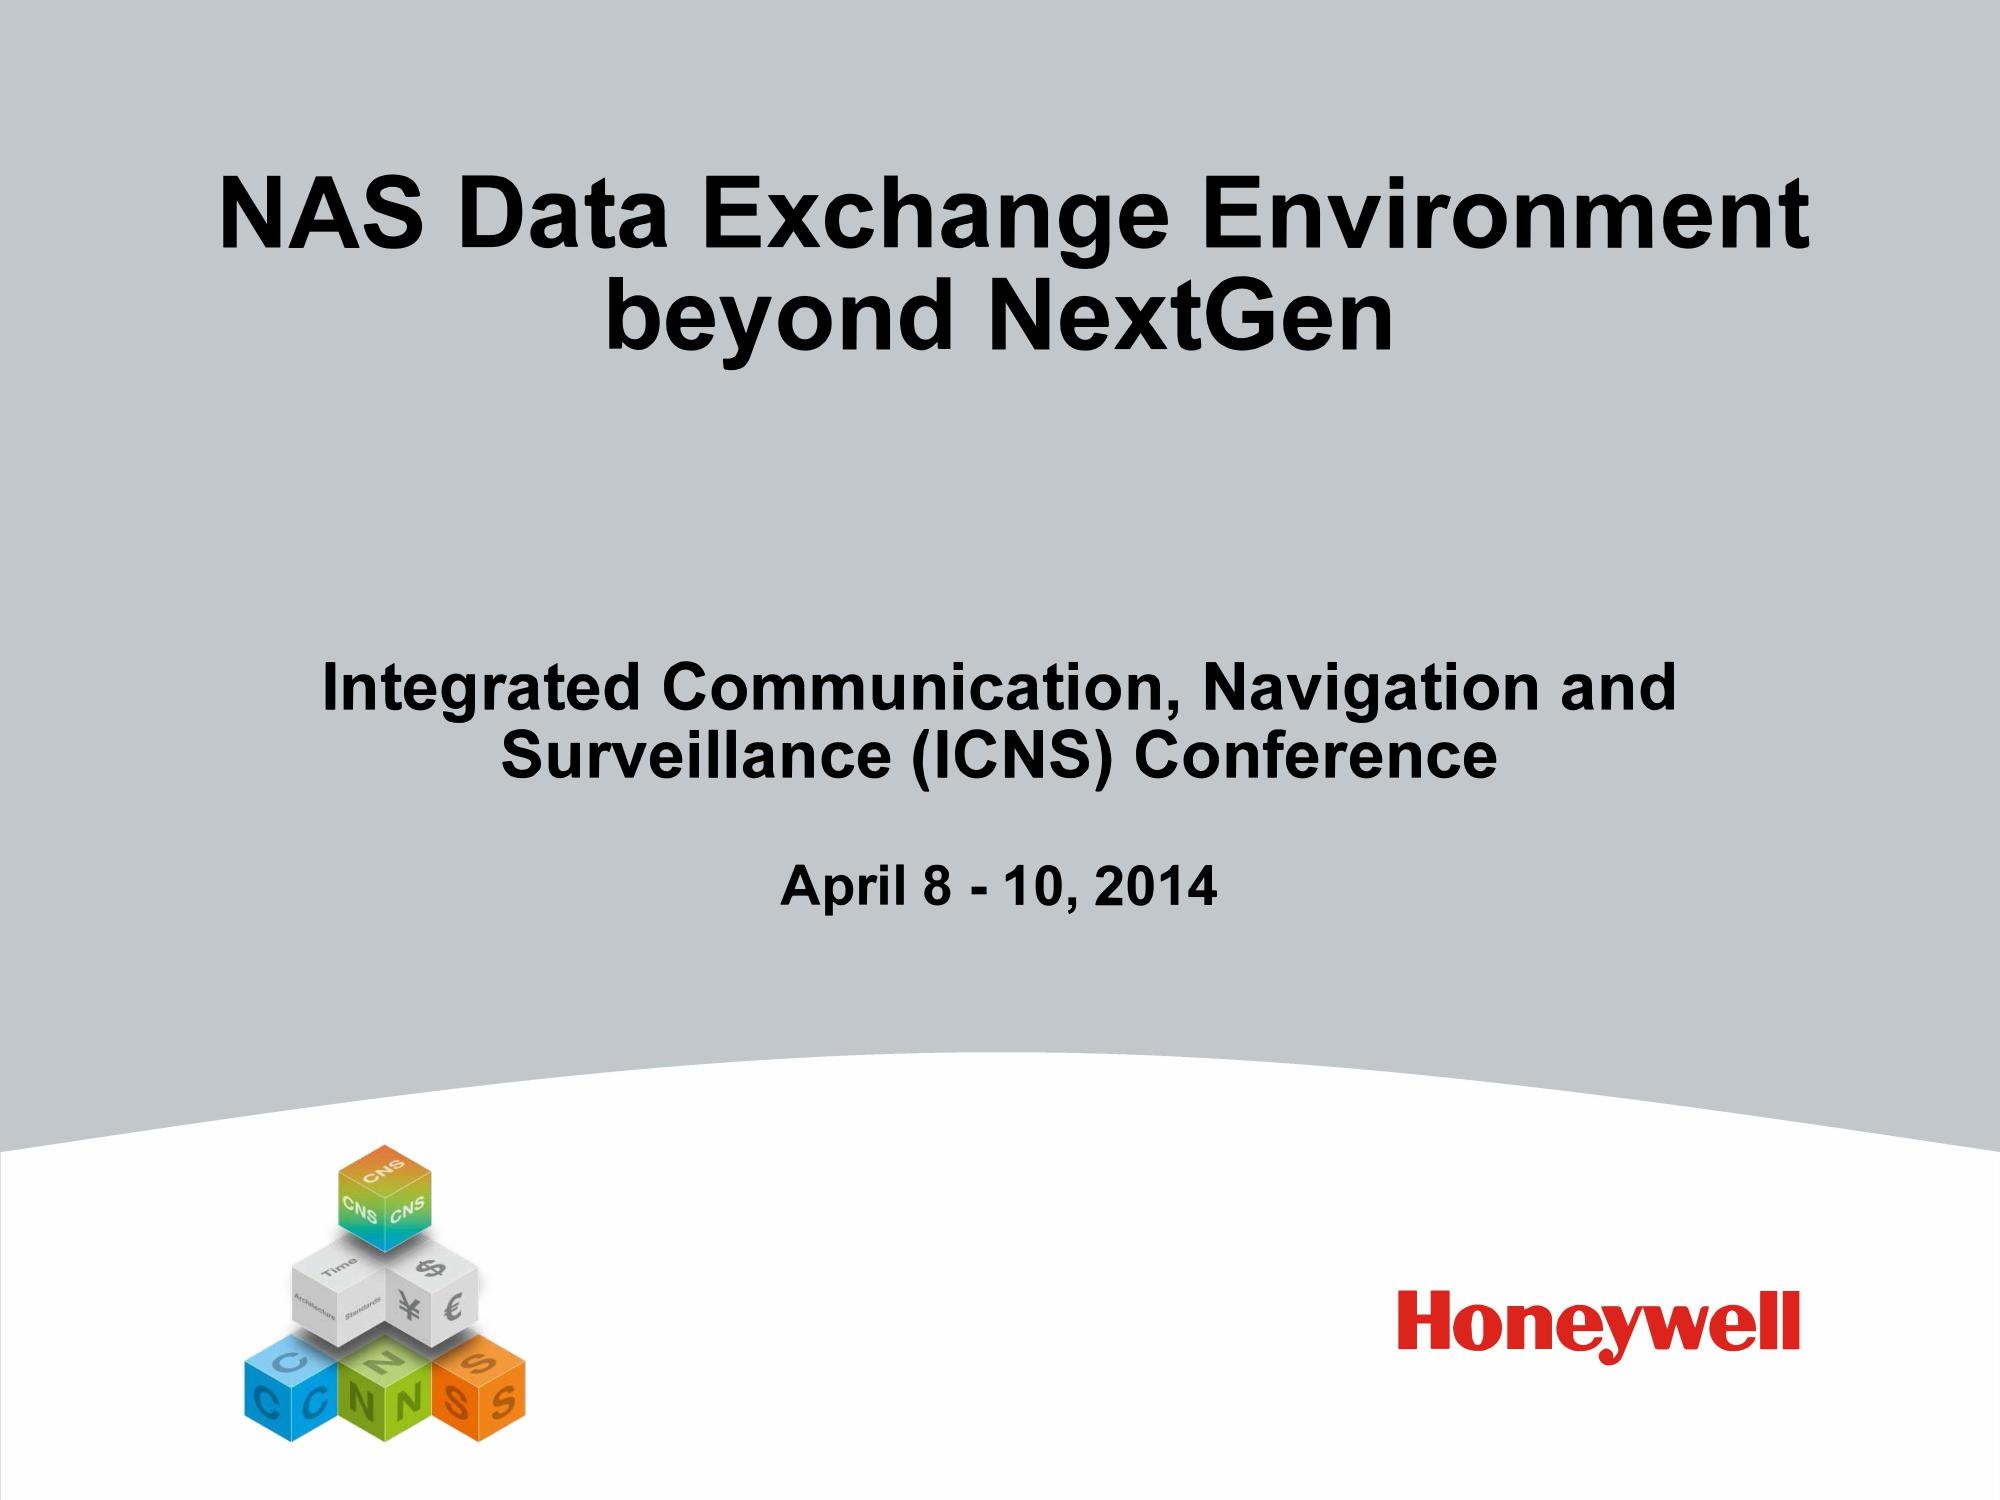 NAS Data Exchange Environment
beyond NextGen
Integrated Communication, Navigation and
Surveillance (ICNS) Conference
April 8 - 10, 2014
CNS
CNS CNS
Time $
Architecture Standards ¥ €
C N S
C C N N S S
Honeywell